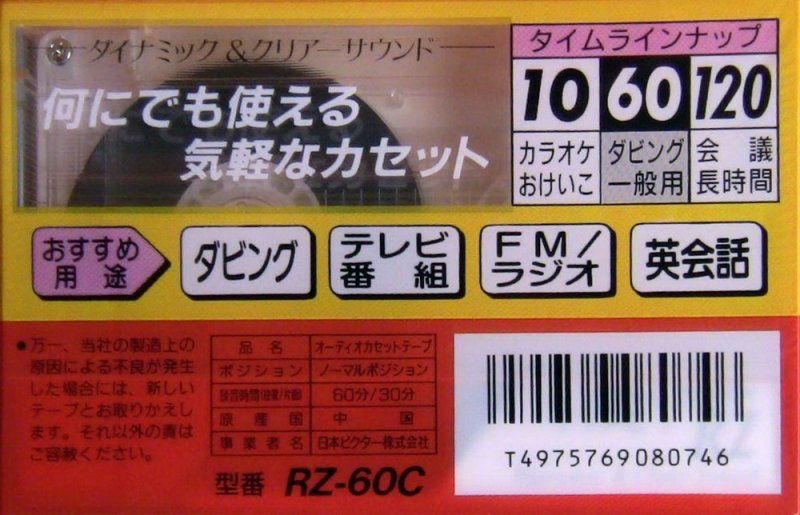 ダイナミック&クリアーサウンド
何にでも使える
気軽なカセット
タイムラインナップ
10 60 120
カラオケ ダビング 会議
おけいこ 一般用 長時間
おすすめ
用途
ダビング
テレビ
番組
FM/
ラジオ
英会話
●万一、当社の製造上の
原因による不良が発生
した場合には、新しい
テープとお取りかえし
ます。それ以外の責は
ご容赦ください。
品名 オーディオカセットテープ
ポジション ノーマルポジション
録音時間(往復/片面) 60分/30分
原産国 中国
事業者名 日本ビクター株式会社
型番 RZ-60C
T4975769080746